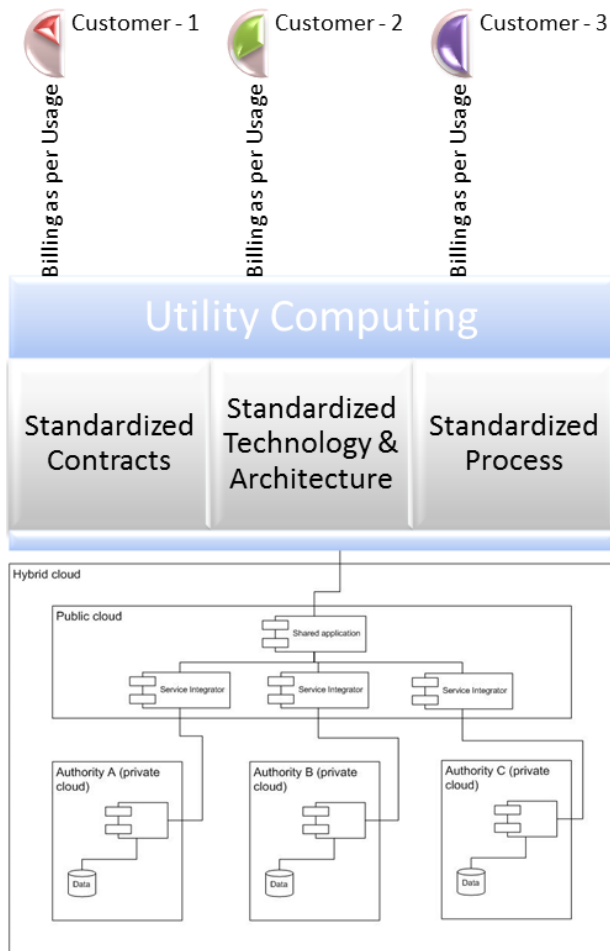 Customer - 1
Customer - 2
Customer - 3
Billing as per Usage
Billing as per Usage
Billing as per Usage
Utility Computing
Standardized
Contracts
Standardized
Technology &
Architecture
Standardized
Process
Hybrid cloud
Public cloud
Shared application
Service Integrator
Service Integrator
Service Integrator
Authority A (private
cloud)
Authority B (private
cloud)
Authority C (private
cloud)
Data
Data
Data